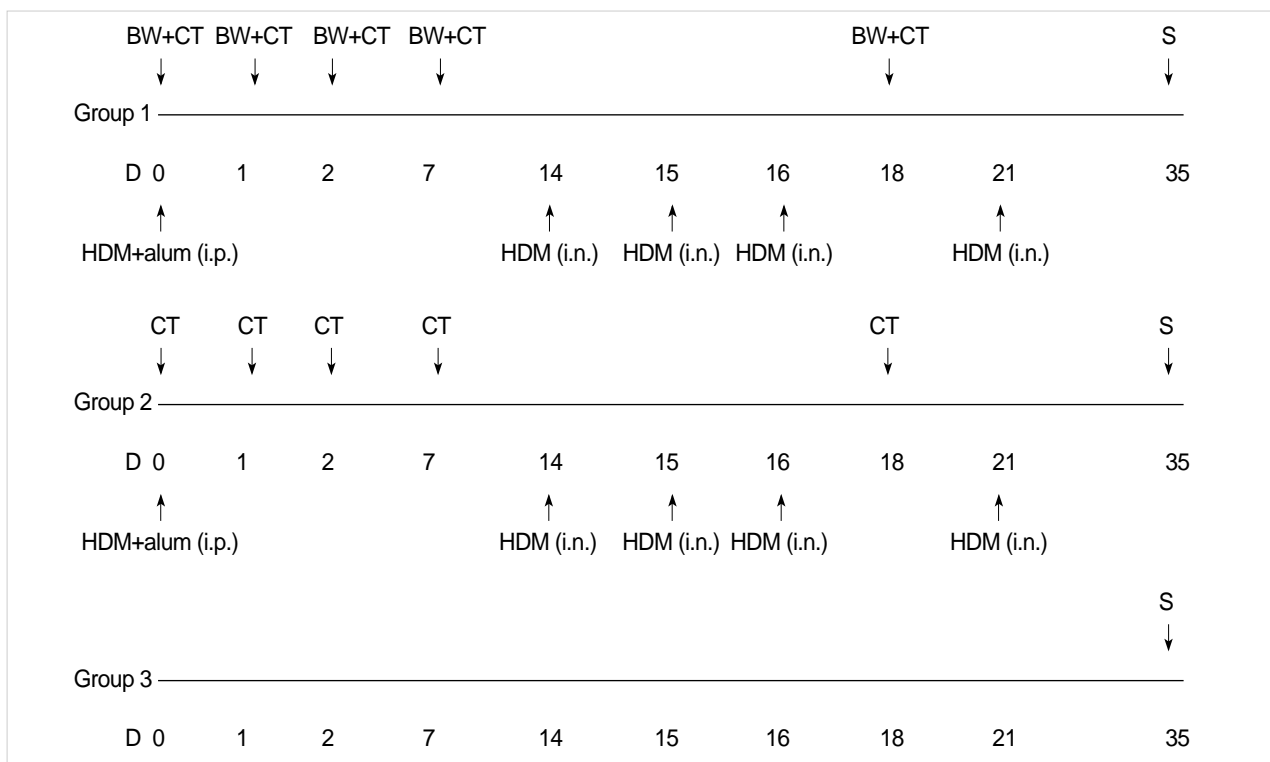 BW+CT BW+CT BW+CT BW+CT BW+CT S
Group 1
D 0 1 2 7 14 15 16 18 21 35
HDM+alum (i.p.) HDM (i.n.) HDM (i.n.) HDM (i.n.) HDM (i.n.)
CT CT CT CT CT S
Group 2
D 0 1 2 7 14 15 16 18 21 35
HDM+alum (i.p.) HDM (i.n.) HDM (i.n.) HDM (i.n.) HDM (i.n.)
S
Group 3
D 0 1 2 7 14 15 16 18 21 35